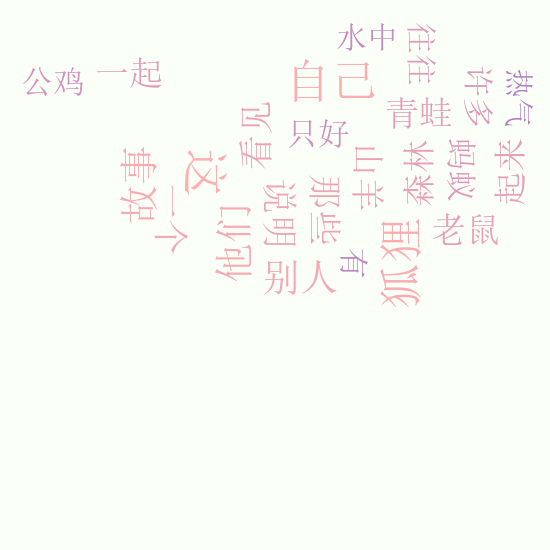 水中
往往
公鸡
一起
自己
许多
热气
青蛙
看见
只好
山羊
森林
蚂蚁
起来
故事
这
一个
他们
说明
那些
老鼠
狐狸
别人
有